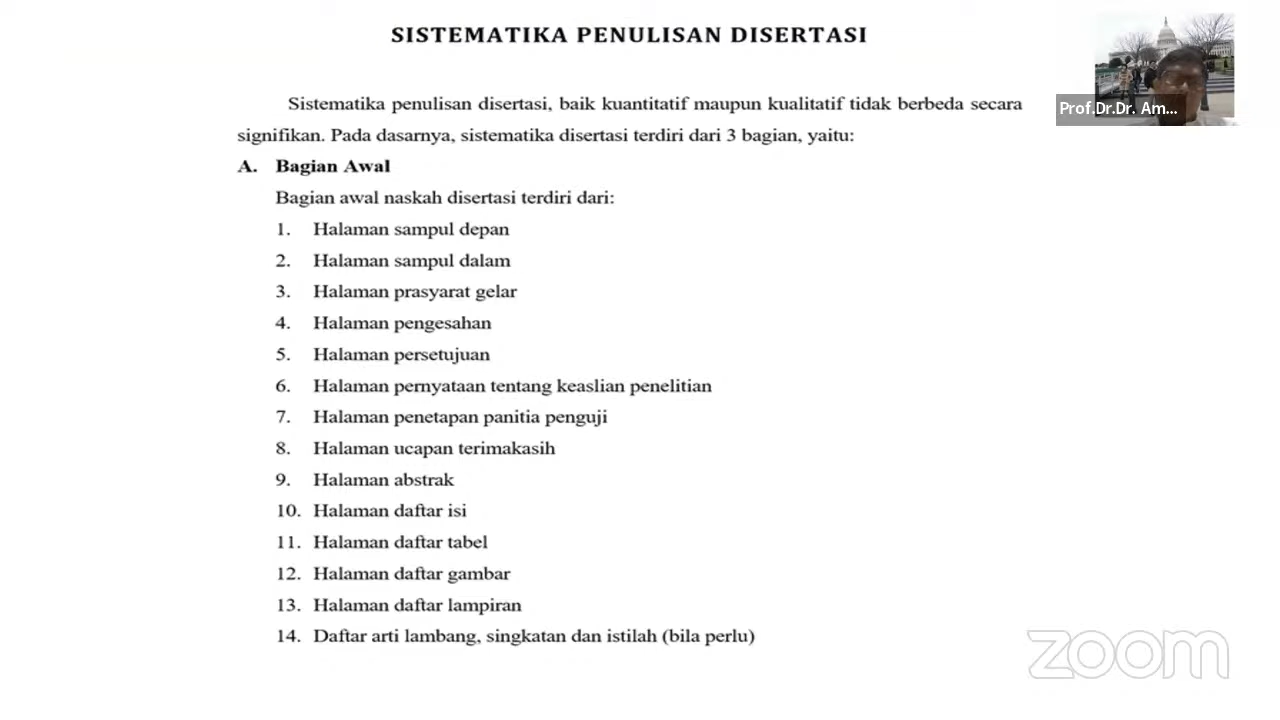 SISTEMATIKA PENULISAN DISERTASI
Prof.Dr.Dr. Am...
Sistematika penulisan disertasi, baik kuantitatif maupun kualitatif tidak berbeda secara
signifikan. Pada dasarnya, sistematika disertasi terdiri dari 3 bagian, yaitu:
A. Bagian Awal
Bagian awal naskah disertasi terdiri dari:
1. Halaman sampul depan
2. Halaman sampul dalam
3. Halaman prasyarat gelar
4. Halaman pengesahan
5. Halaman persetujuan
6. Halaman pernyataan tentang keaslian penelitian
7. Halaman penetapan panitia penguji
8. Halaman ucapan terimakasih
9. Halaman abstrak
10. Halaman daftar isi
11. Halaman daftar tabel
12. Halaman daftar gambar
13. Halaman daftar lampiran
14. Daftar arti lambang, singkatan dan istilah (bila perlu)
zoom